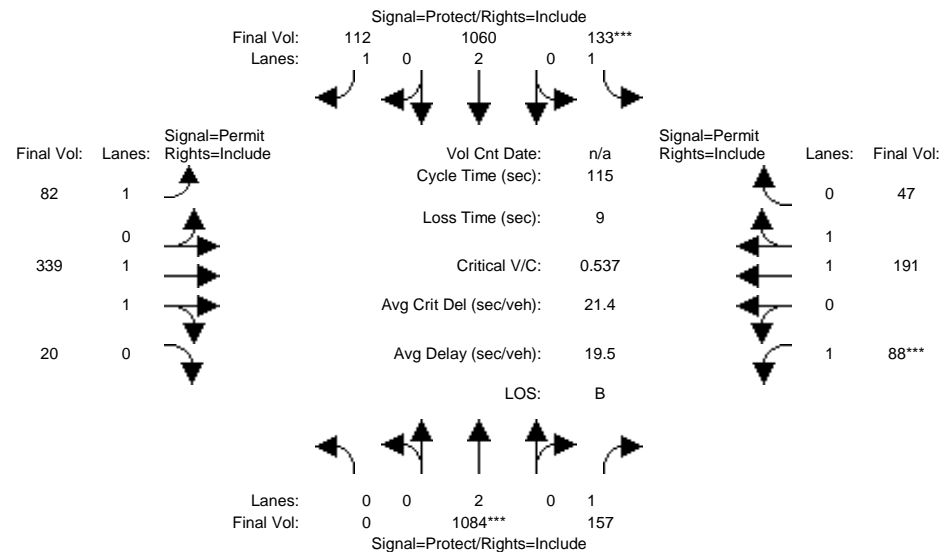 Signal=Protect/Rights=Include
Final Vol: 112 1060 133***
Lanes: 1 0 2 0 1
Signal=Permit Signal=Permit
Final Vol: Lanes: Rights=Include Vol Cnt Date: n/a Rights=Include Lanes: Final Vol:
Cycle Time (sec): 115
82 1 0 47
Loss Time (sec): 9
0 1
339 1 Critical V/C: 0.537 1 191
1 Avg Crit Del (sec/veh): 21.4 0
20 0 Avg Delay (sec/veh): 19.5 1 88***
LOS: B
Lanes: 0 0 2 0 1
Final Vol: 0 1084*** 157
Signal=Protect/Rights=Include